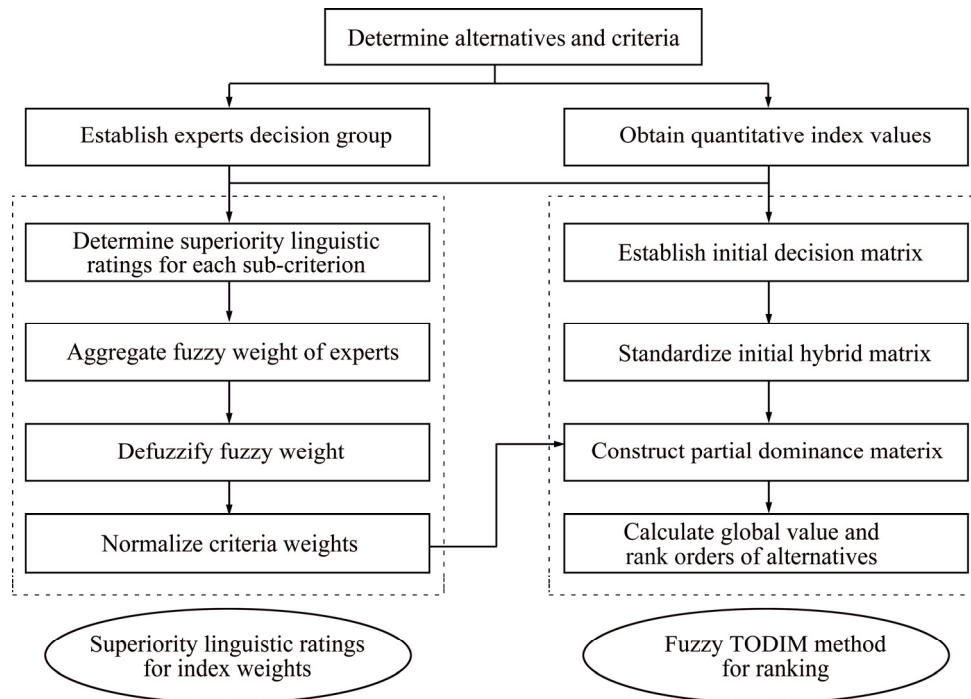 Determine alternatives and criteria
Establish experts decision group
Obtain quantitative index values
Determine superiority linguistic
ratings for each sub-criterion
Aggregate fuzzy weight of experts
Defuzzify fuzzy weight
Normalize criteria weights
Establish initial decision matrix
Standardize initial hybrid matrix
Construct partial dominance materix
Calculate global value and
rank orders of alternatives
Superiority linguistic ratings
for index weights
Fuzzy TODIM method
for ranking